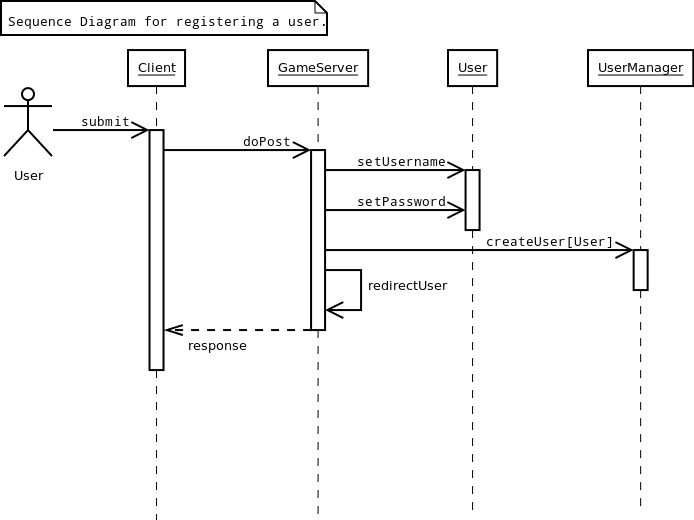 Sequence Diagram for registering a user.
Client
GameServer
User
UserManager
submit
doPost
setUsername
User
setPassword
createUser[User]
redirectUser
response